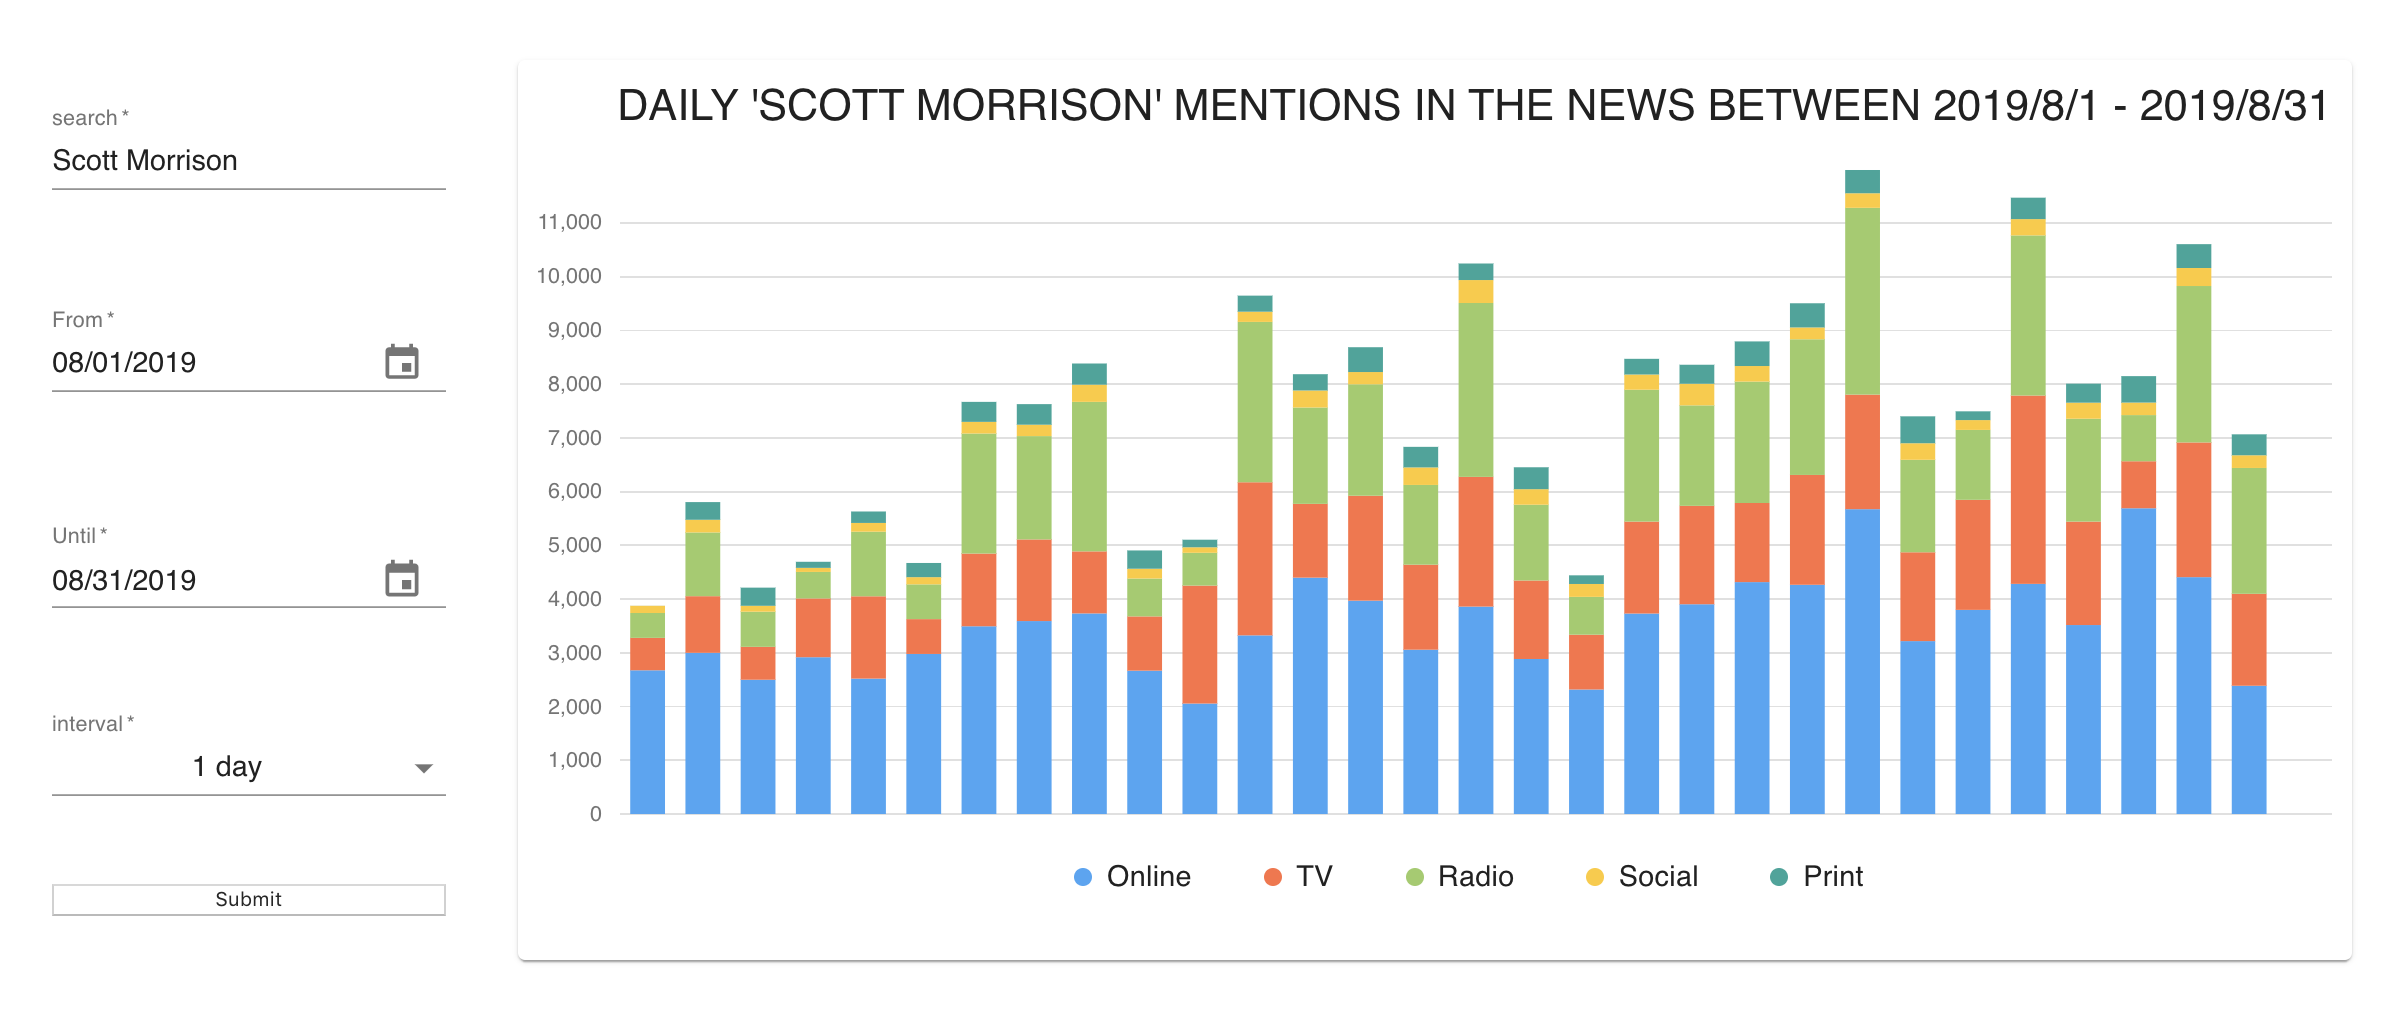 search *
Scott Morrison
From *
08/01/2019
Until *
08/31/2019
interval *
1 day
Submit
DAILY 'SCOTT MORRISON' MENTIONS IN THE NEWS BETWEEN 2019/8/1 - 2019/8/31
11,000
10,000
9,000
8,000
7,000
6,000
5,000
4,000
3,000
2,000
1,000
0
Online TV Radio Social Print